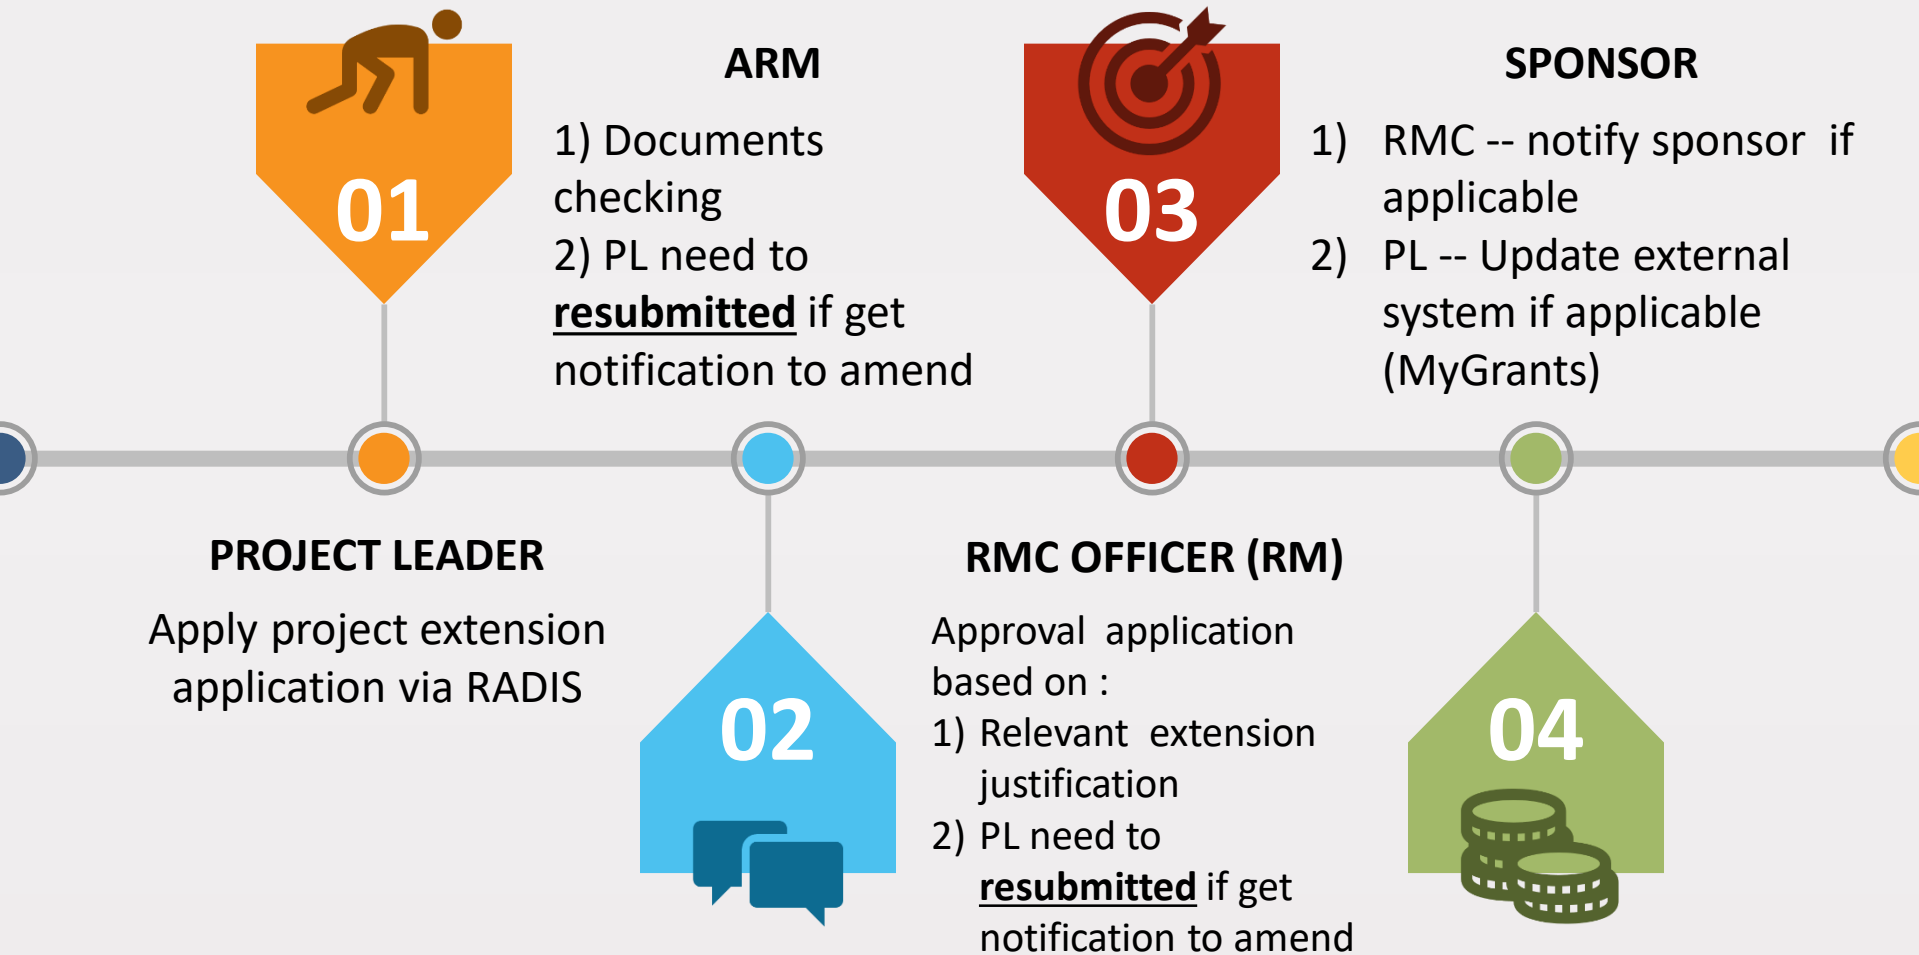 01
PROJECT LEADER
Apply project extension
application via RADIS
ARM
1) Documents
checking
2) PL need to
resubmitted if get
notification to amend
02
03
RMC OFFICER (RM)
Approval application
based on :
1) Relevant extension
justification
2) PL need to
resubmitted if get
notification to amend
SPONSOR
1) RMC -- notify sponsor if
applicable
2) PL -- Update external
system if applicable
(MyGrants)
04